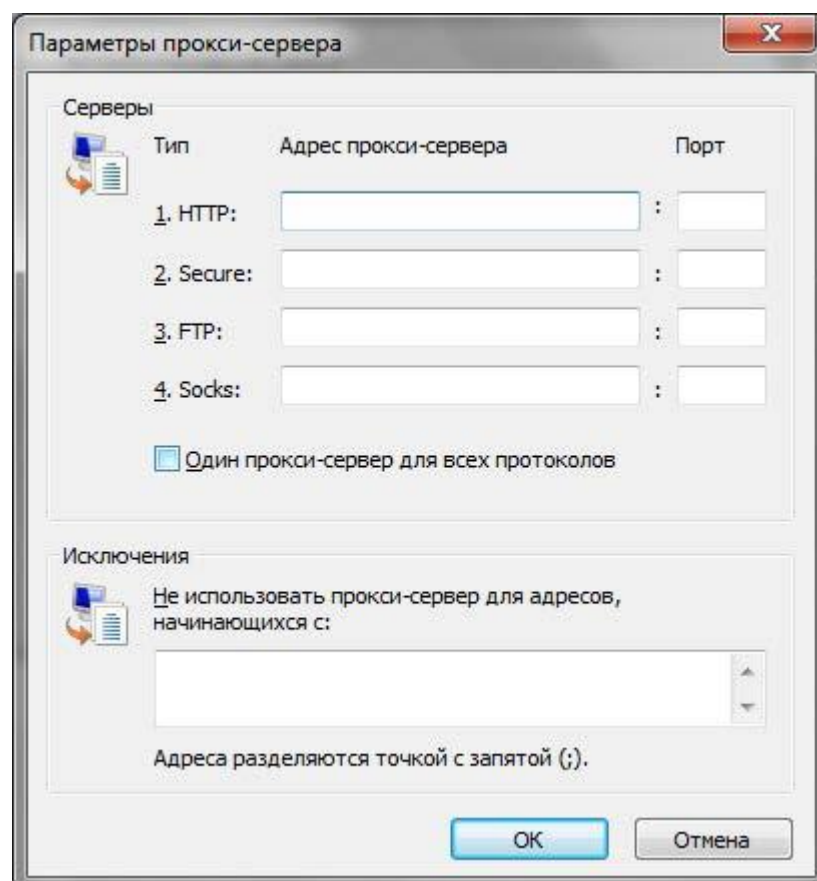 Параметры прокси-сервера
Серверы
Тип Адрес прокси-сервера Порт
1. HTTP: :
2. Secure: :
3. FTP: :
4. Socks: :
Один прокси-сервер для всех протоколов
Исключения
Не использовать прокси-сервер для адресов,
начинающихся с:
Адреса разделяются точкой с запятой (;).
ОК Отмена